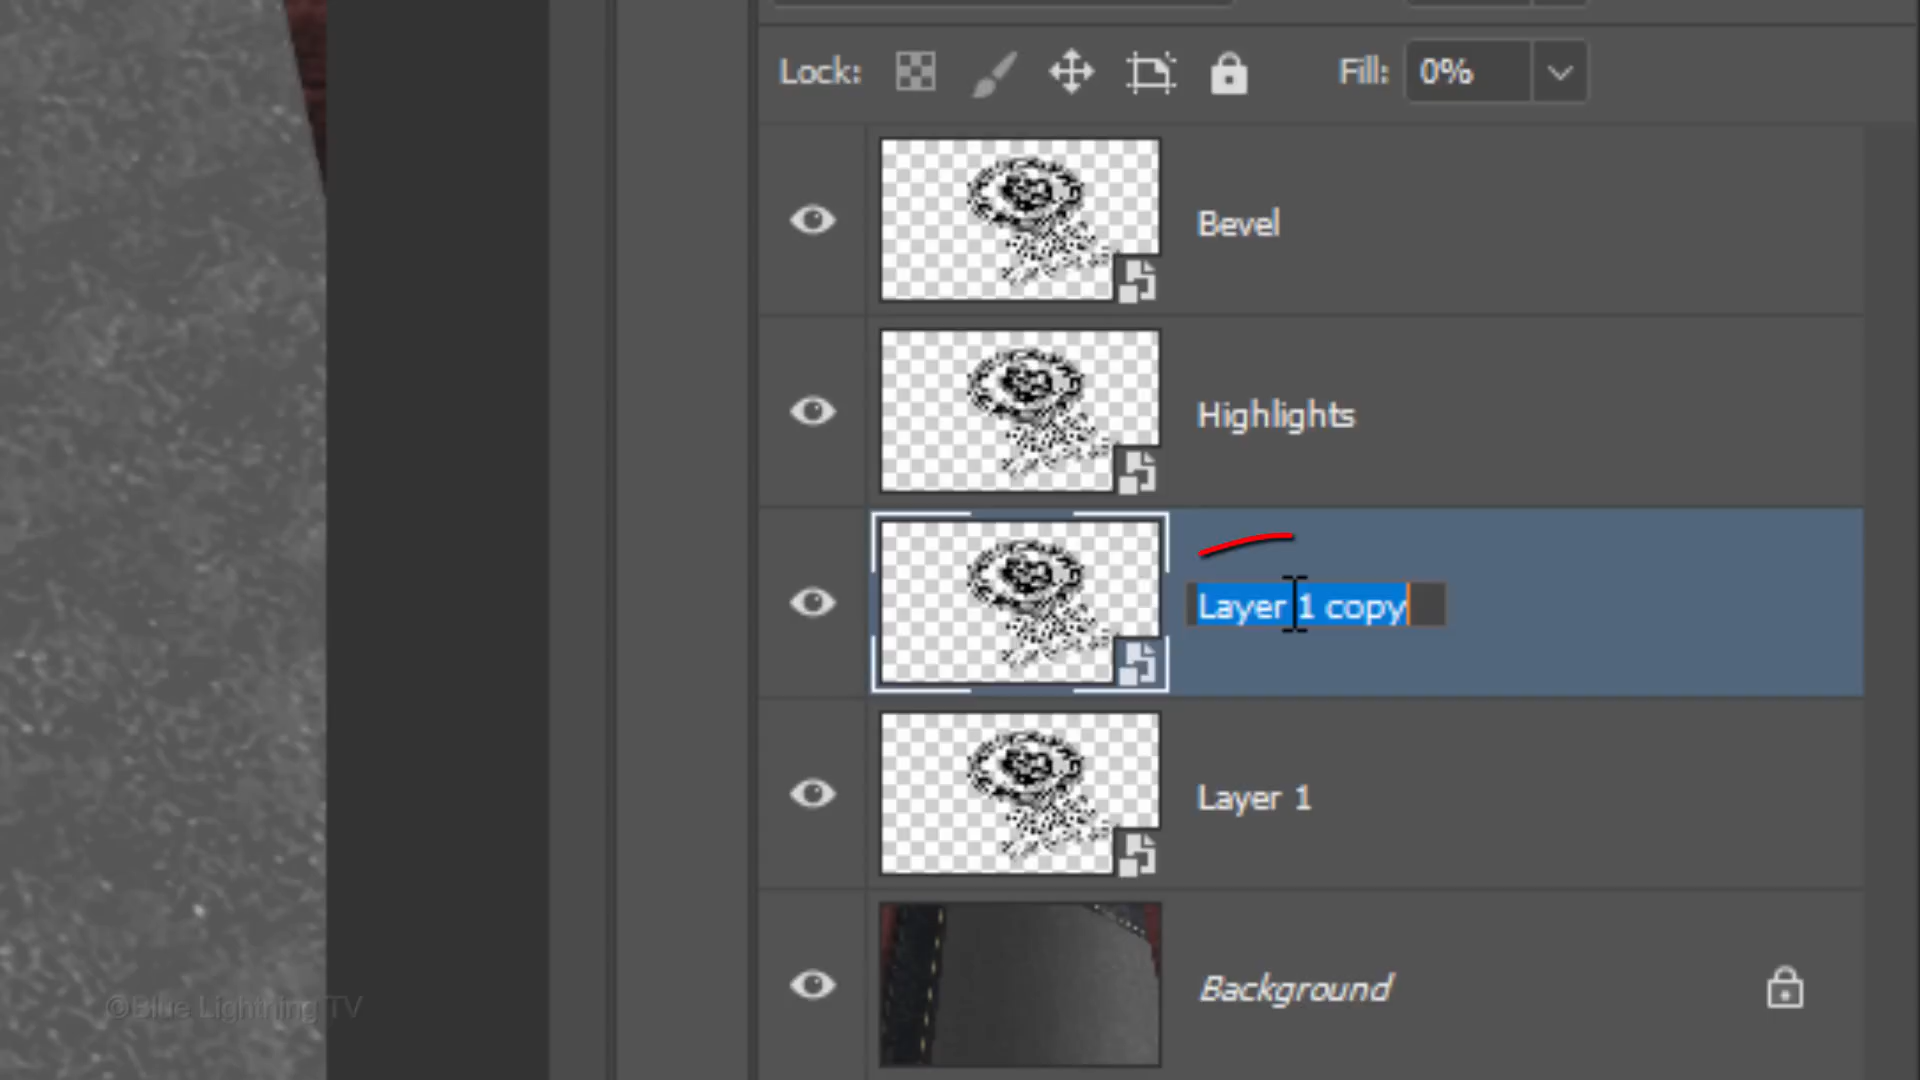 Lock:
Fill: 0%
Bevel
Highlights
Layer 1 copy
Layer 1
Background
©Blue Lightning TV